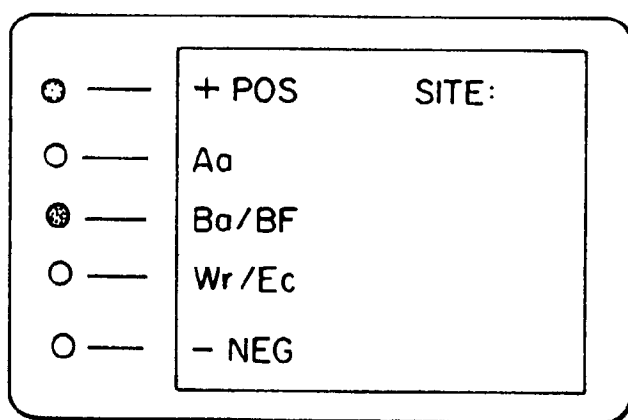 + POS SITE:
Aa
Ba/BF
Wr/Ec
- NEG